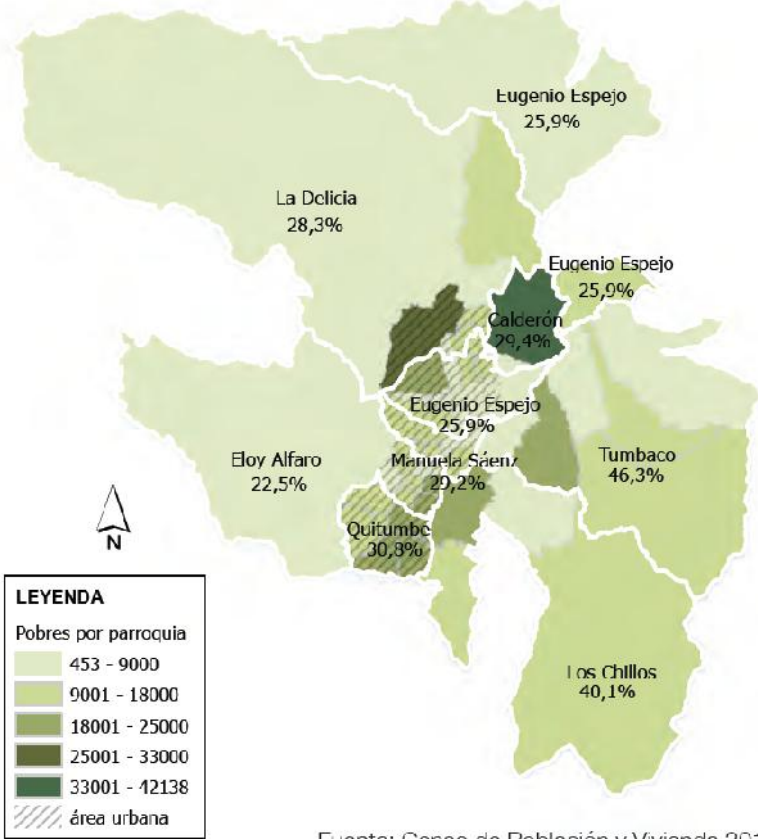 Eugenio Espejo
25,9%
La Delicia
28,3%
Eugenio Espejo
25,9%
Calderón
29,4%
Eugenio Espejo
25,9%
Eloy Alfaro
22,5%
Manuela Sáenz
29,2%
Tumbaco
46,3%
Quitumbe
30,8%
N
Los Chillos
40,1%
LEYENDA
Pobres por parroquia
453 - 9000
9001 - 18000
18001 - 25000
25001 - 33000
33001 - 42138
área urbana
Fuente: Censo de Población y Vivienda